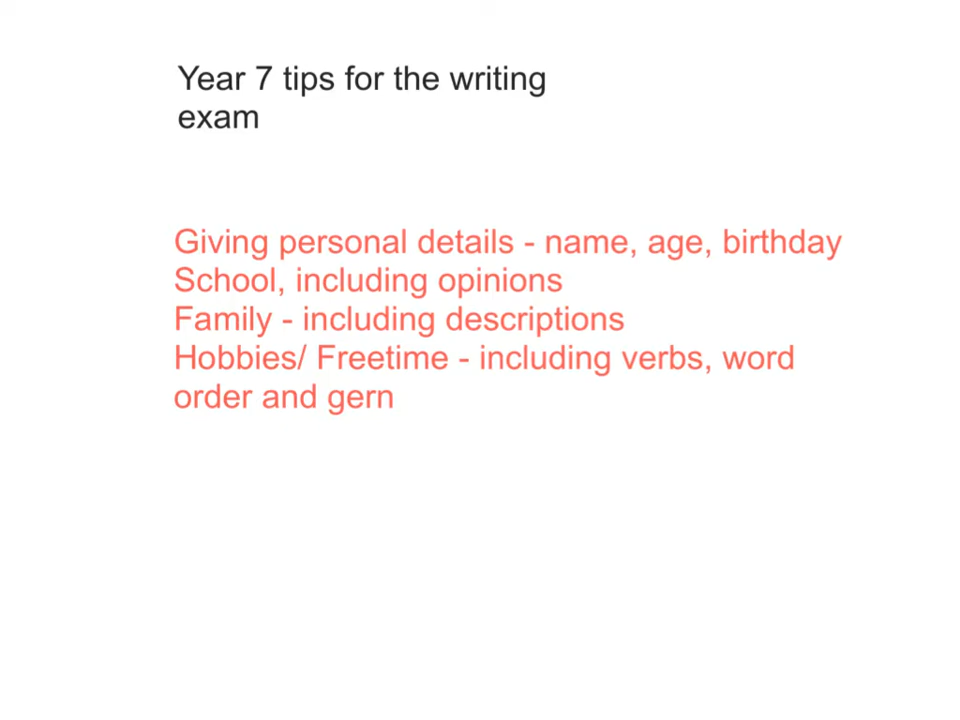 Year 7 tips for the writing
exam
Giving personal details - name, age, birthday
School, including opinions
Family - including descriptions
Hobbies/ Freetime - including verbs, word
order and gern